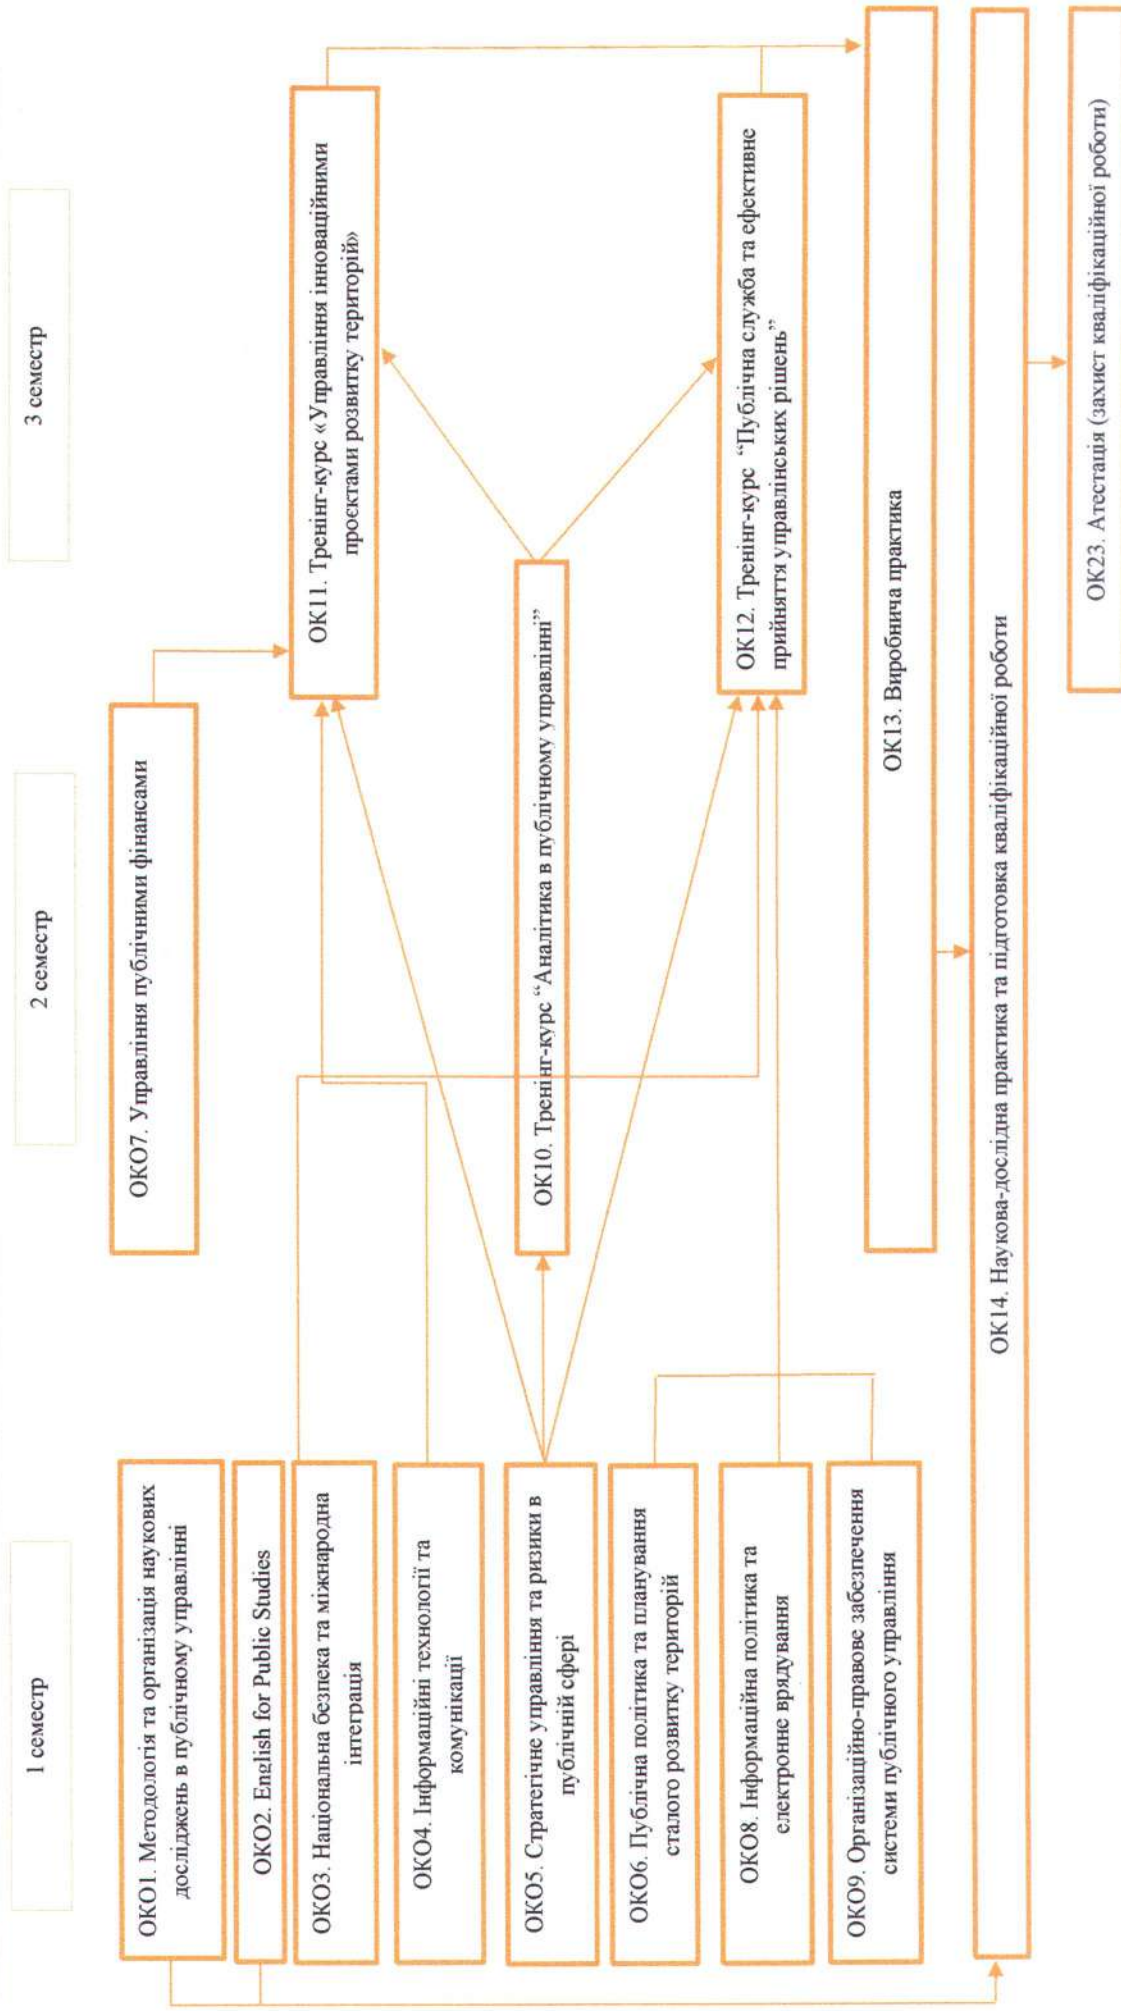 1 семестр
2 семестр
3 семестр
ОКО1. Методологія та організація наукових
досліджень в публічному управлінні
ОКО2. English for Public Studies
ОКО3. Національна безпека та міжнародна
інтеграція
ОКО4. Інформаційні технології та
комунікації
ОКО5. Стратегічне управління та ризики в
публічній сфері
ОКО6. Публічна політика та планування
сталого розвитку територій
ОКО8. Інформаційна політика та
електронне врядування
ОКО9. Організаційно-правове забезпечення
системи публічного управління
ОКО7. Управління публічними фінансами
ОК10. Тренінг-курс “Аналітика в публічному управлінні”
ОК11. Тренінг-курс «Управління інноваційними
проєктами розвитку територій»
ОК12. Тренінг-курс “Публічна служба та ефективне
прийняття управлінських рішень”
ОК13. Виробнича практика
ОК14. Наукова-дослідна практика та підготовка кваліфікаційної роботи
ОК23. Атестація (захист кваліфікаційної роботи)